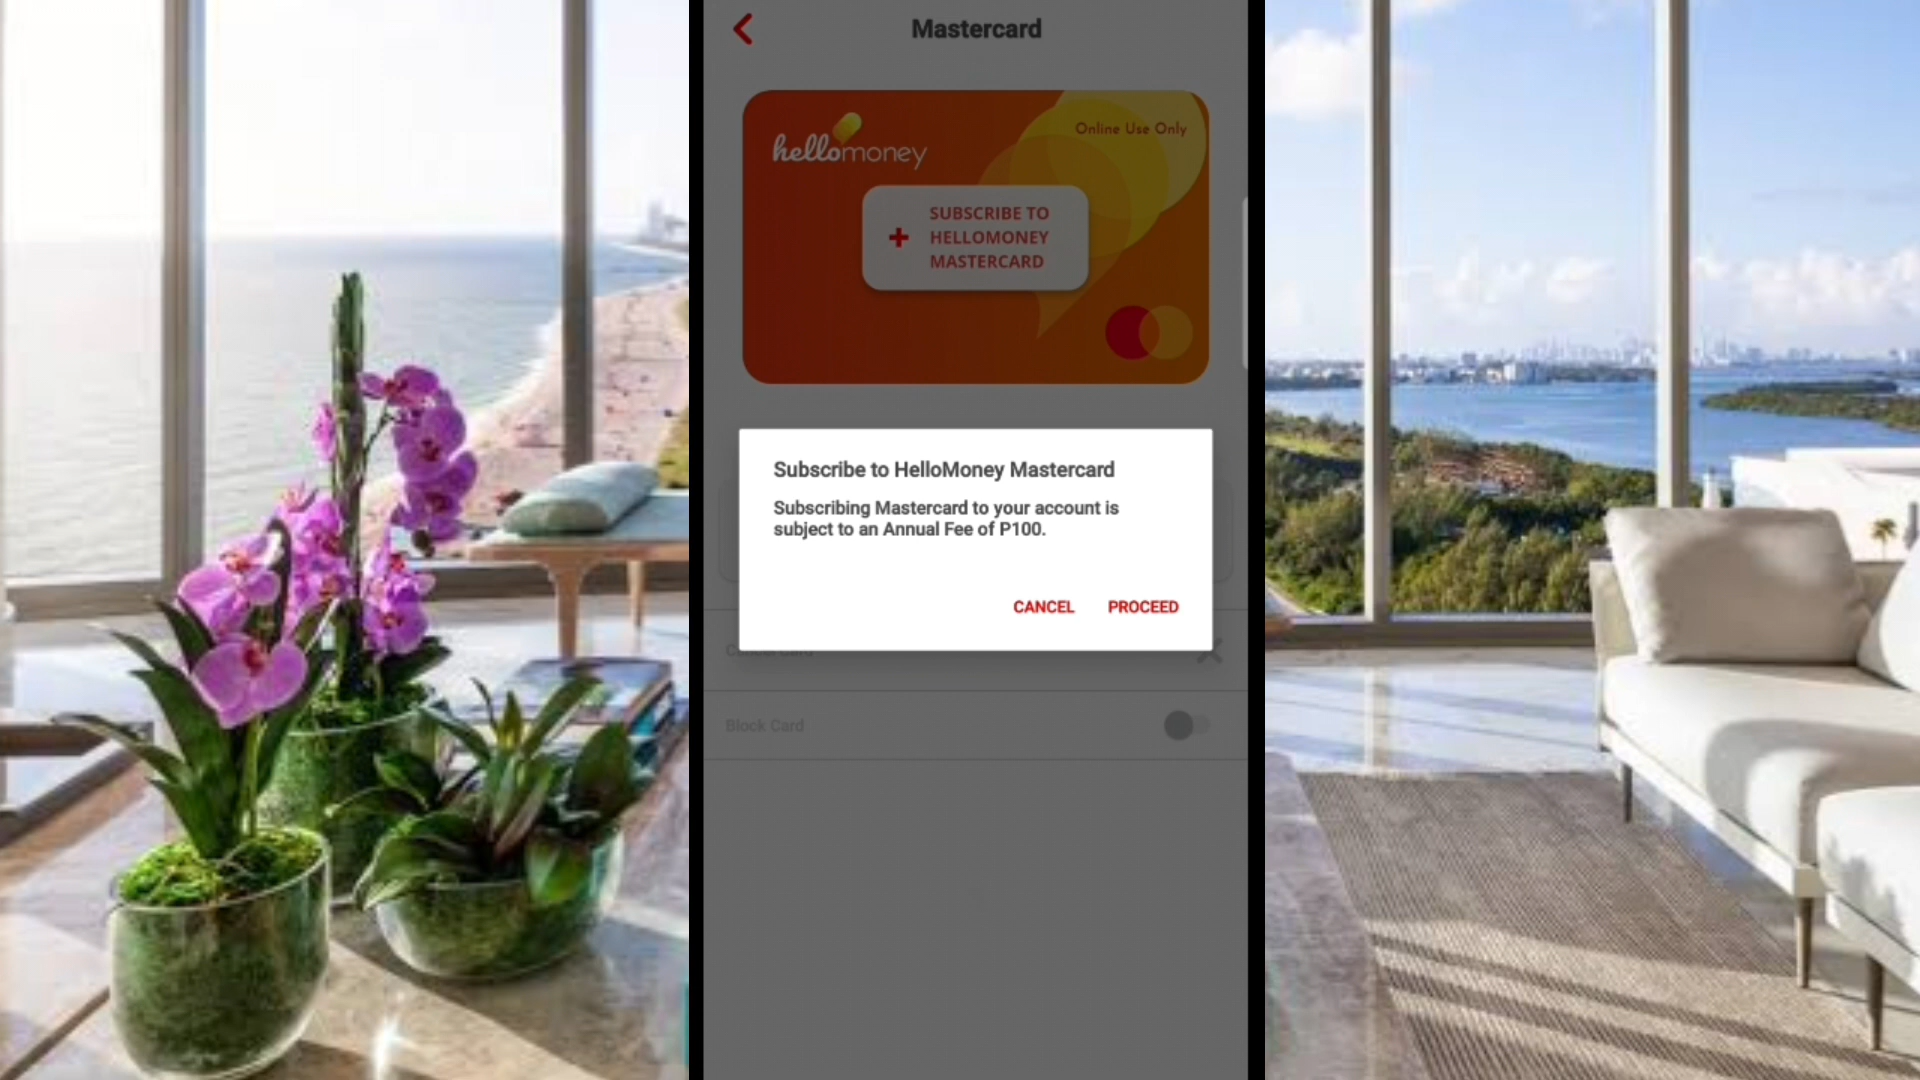 Mastercard
hellomoney
Online Use Only
SUBSCRIBE TO
HELLOMONEY
MASTERCARD
Subscribe to HelloMoney Mastercard
Subscribing Mastercard to your account is
subject to an Annual Fee of P100.
CANCEL PROCEED
Block Card